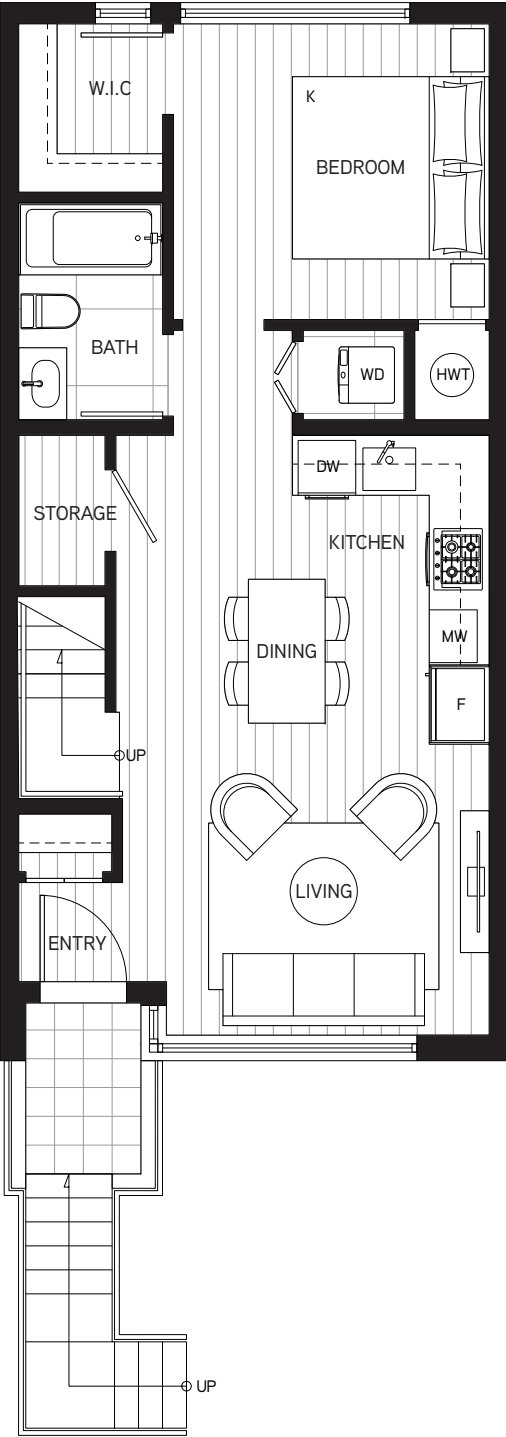 W.I.C
K
BEDROOM
BATH
WD
HWT
DW
STORAGE
KITCHEN
MW
DINING
F
UP
LIVING
ENTRY
UP